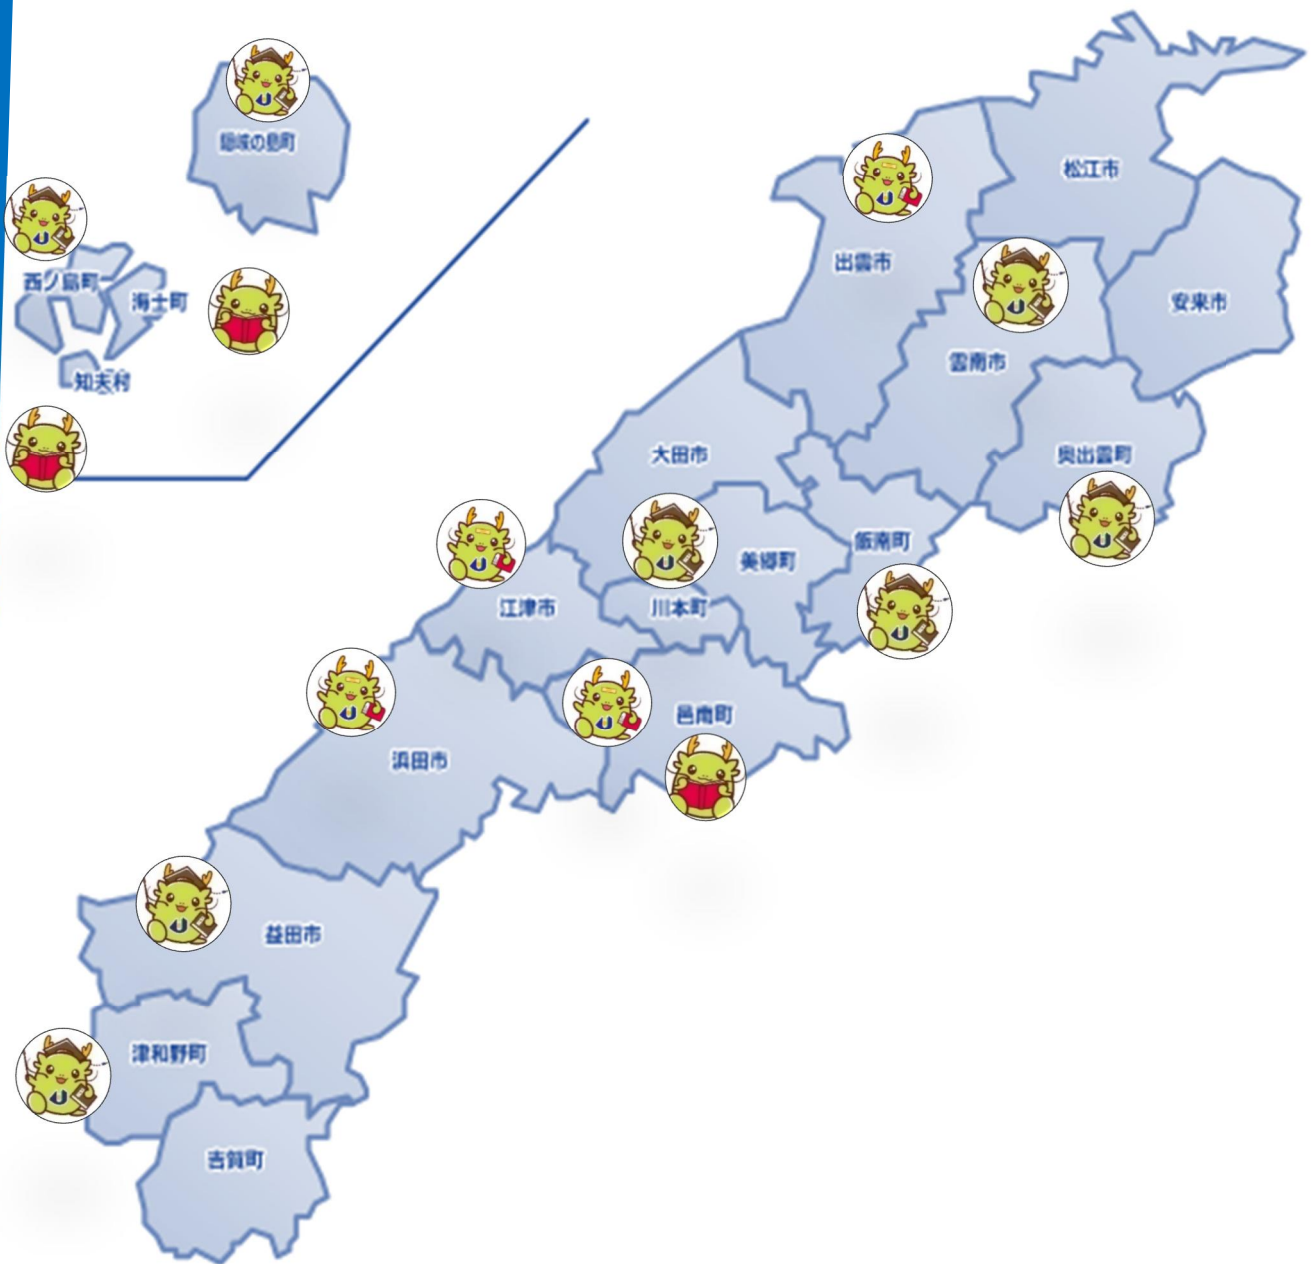 隠岐の島町
西ノ島町
海士町
知夫村
松江市
出雲市
安来市
雲南市
大田市
奥出雲町
飯南町
美郷町
江津市
川本町
邑南町
浜田市
益田市
津和野町
吉賀町